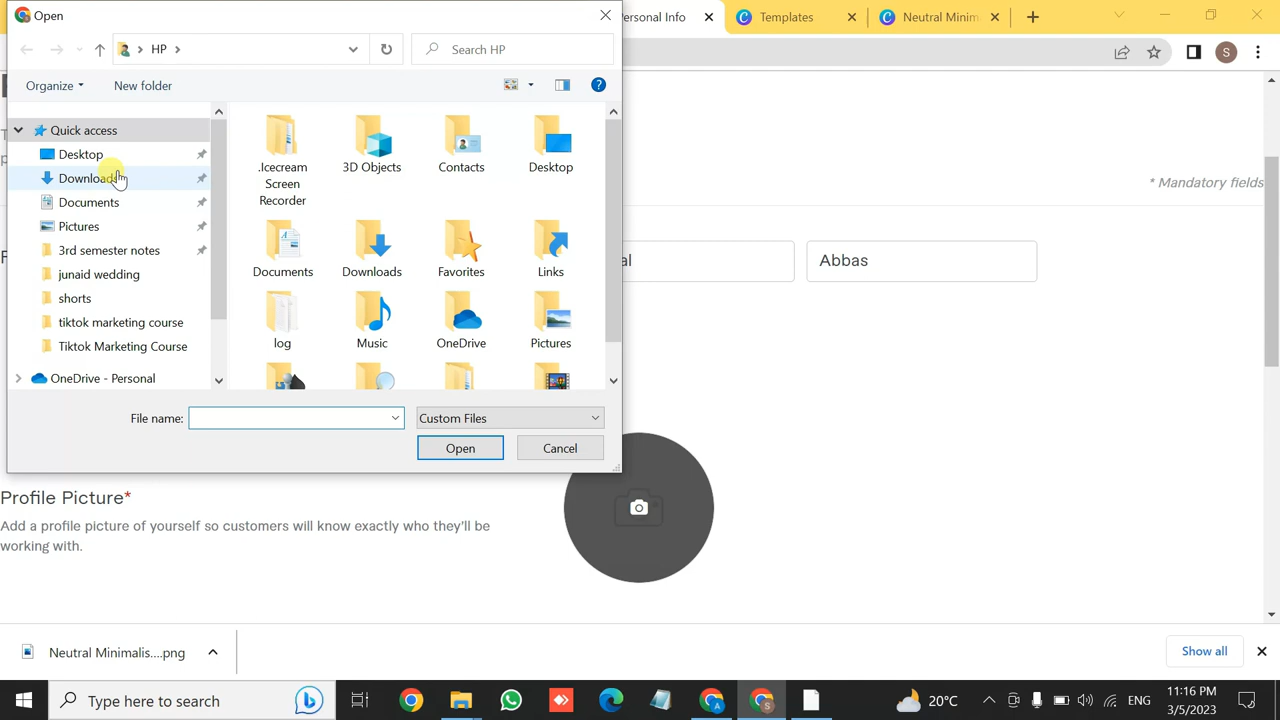 Open
Personal Info
Templates
Neutral Minim
HP
Search HP
Organize
New folder
Quick access
Desktop
Downloads
Documents
Pictures
3rd semester notes
junaid wedding
shorts
tiktok marketing course
Tiktok Marketing Course
OneDrive - Personal
.Icecream
Screen
Recorder
3D Objects
Contacts
Desktop
Documents
Downloads
Favorites
Links
log
Music
OneDrive
Pictures
File name:
Custom Files
Open
Cancel
S
* Mandatory fields
al
Abbas
Profile Picture*
Add a profile picture of yourself so customers will know exactly who they'll be
working with.
Neutral Minimalis....png
Show all
Type here to search
20°C
ENG
11:16 PM
3/5/2023